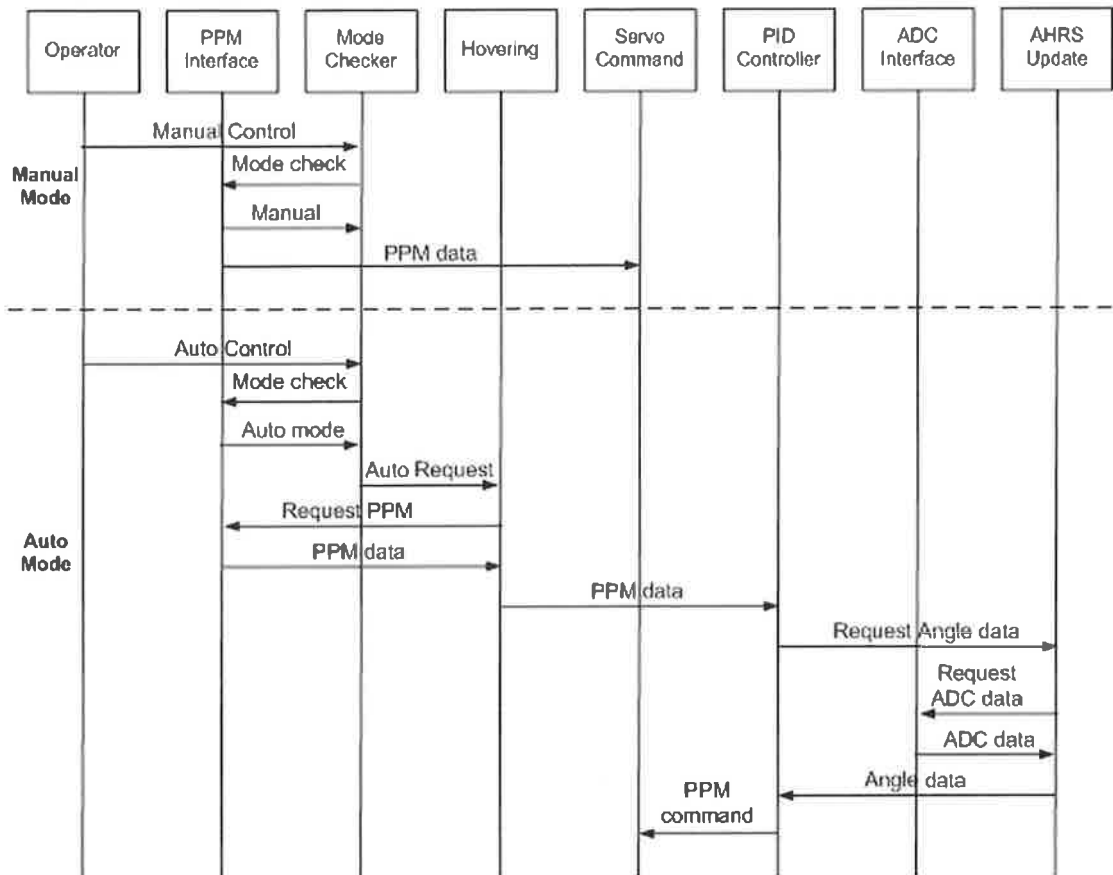 Operator
PPM
Interface
Mode
Checker
Hovering
Servo
Command
PID
Controller
ADC
Interface
AHRS
Update
Manual Control
Mode check
Manual
Mode
Manual
PPM data
Auto Control
Mode check
Auto mode
Auto Request
Request PPM
Auto
Mode
PPM data
PPM data
Request Angle data
Request
ADC data
ADC data
Angle data
PPM
command